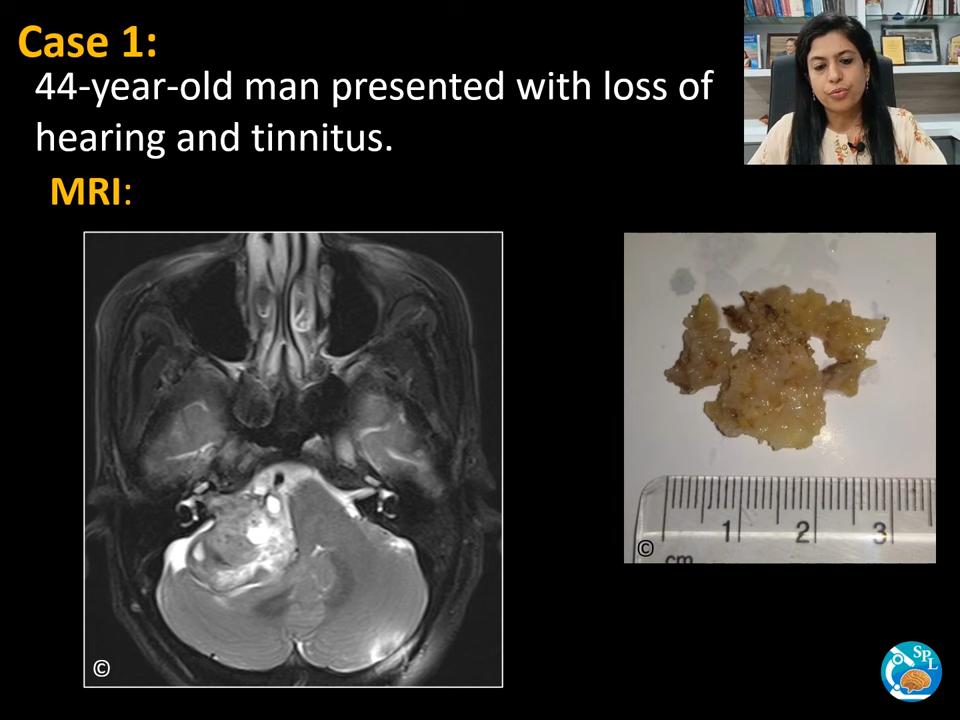 Case 1:
44-year-old man presented with loss of
hearing and tinnitus.
MRI:
©
1 2 3
© cm
SPL